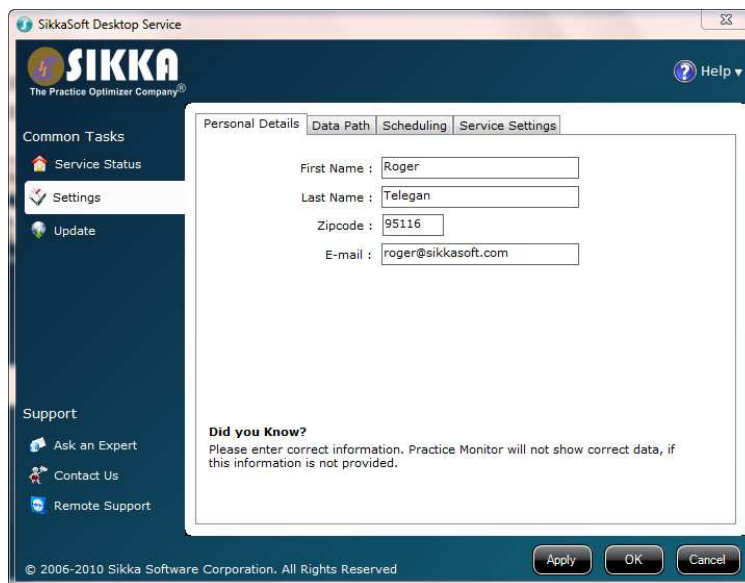 SikkaSoft Desktop Service
SIKKA
The Practice Optimizer Company®
Help
Common Tasks
Service Status
Settings
Update
Personal Details Data Path Scheduling Service Settings
First Name : Roger
Last Name : Telegan
Zipcode : 95116
E-mail : roger@sikkasoft.com
Did you Know?
Please enter correct information. Practice Monitor will not show correct data, if
this information is not provided.
Support
Ask an Expert
Contact Us
Remote Support
Apply OK Cancel
© 2006-2010 Sikka Software Corporation. All Rights Reserved